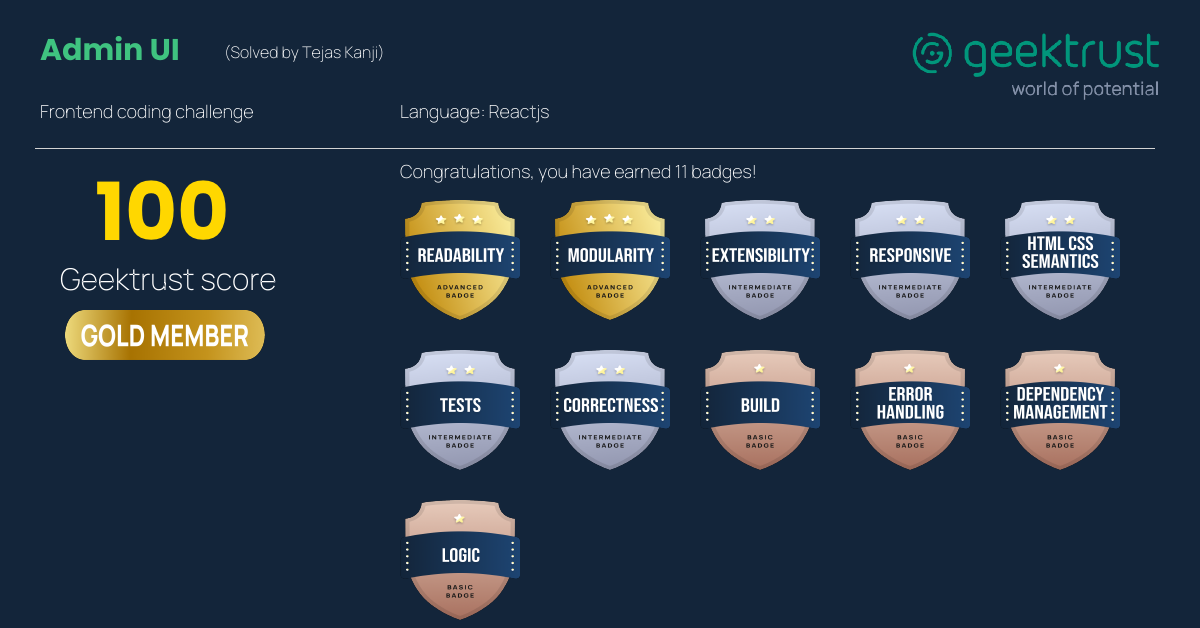 Admin UI
(Solved by Tejas Kanji)
geektrust
world of potential
Frontend coding challenge
Language: Reactjs
100
Geektrust score
GOLD MEMBER
Congratulations, you have earned 11 badges!
READABILITY
ADVANCED
BADGE
MODULARITY
ADVANCED
BADGE
EXTENSIBILITY
INTERMEDIATE
BADGE
RESPONSIVE
INTERMEDIATE
BADGE
HTML CSS
SEMANTICS
INTERMEDIATE
BADGE
TESTS
INTERMEDIATE
BADGE
CORRECTNESS
INTERMEDIATE
BADGE
BUILD
BASIC
BADGE
ERROR
HANDLING
BASIC
BADGE
DEPENDENCY
MANAGEMENT
BASIC
BADGE
LOGIC
BASIC
BADGE